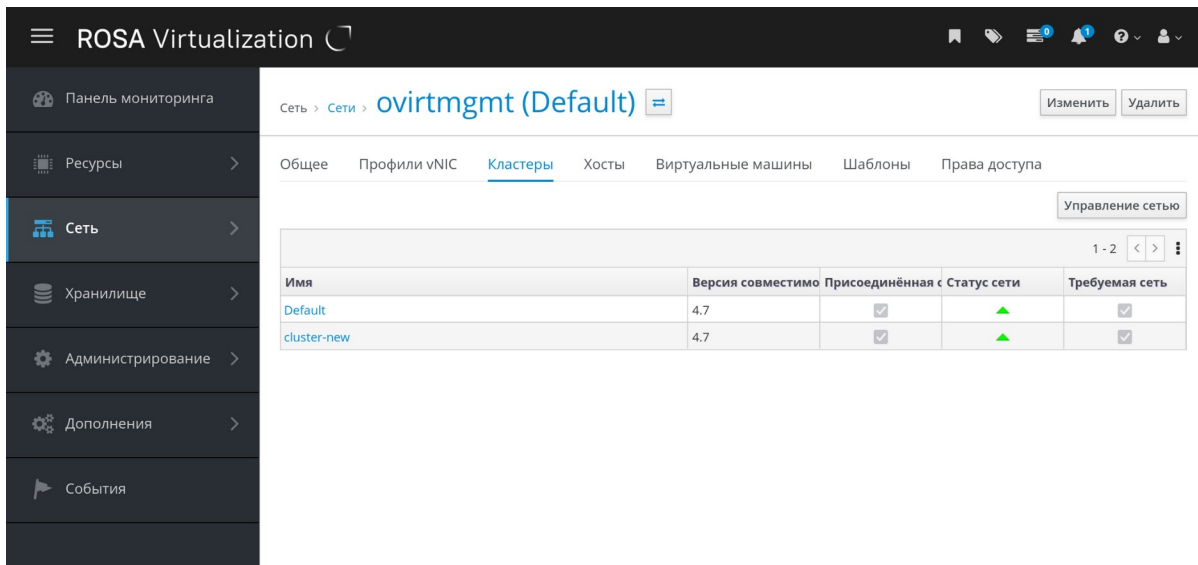 ROSA Virtualization
0
1
Панель мониторинга
Ресурсы
Сеть
Хранилище
Администрирование
Дополнения
События
Сеть > Сети > ovirtmgmt (Default)
Изменить Удалить
Общее Профили vNIC Кластеры Хосты Виртуальные машины Шаблоны Права доступа
Управление сетью
1 - 2
Имя Версия совместимо Присоединённая с Статус сети Требуемая сеть
Default 4.7
cluster-new 4.7